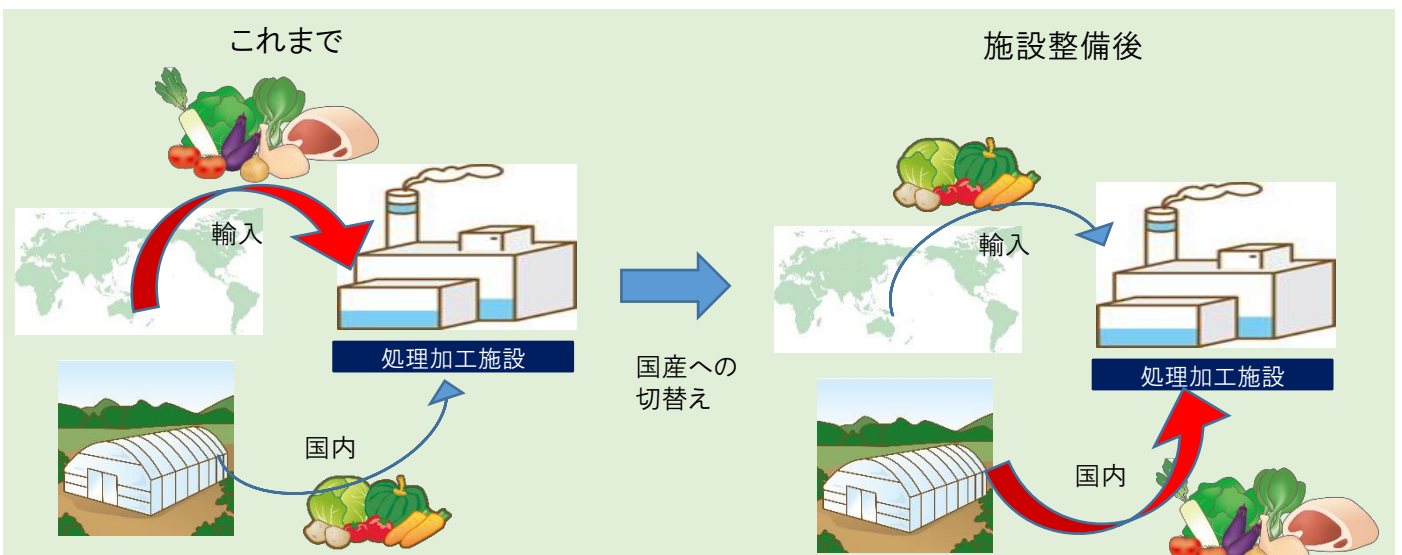 これまで
輸入
処理加工施設
国内
国産への
切替え
施設整備後
輸入
処理加工施設
国内